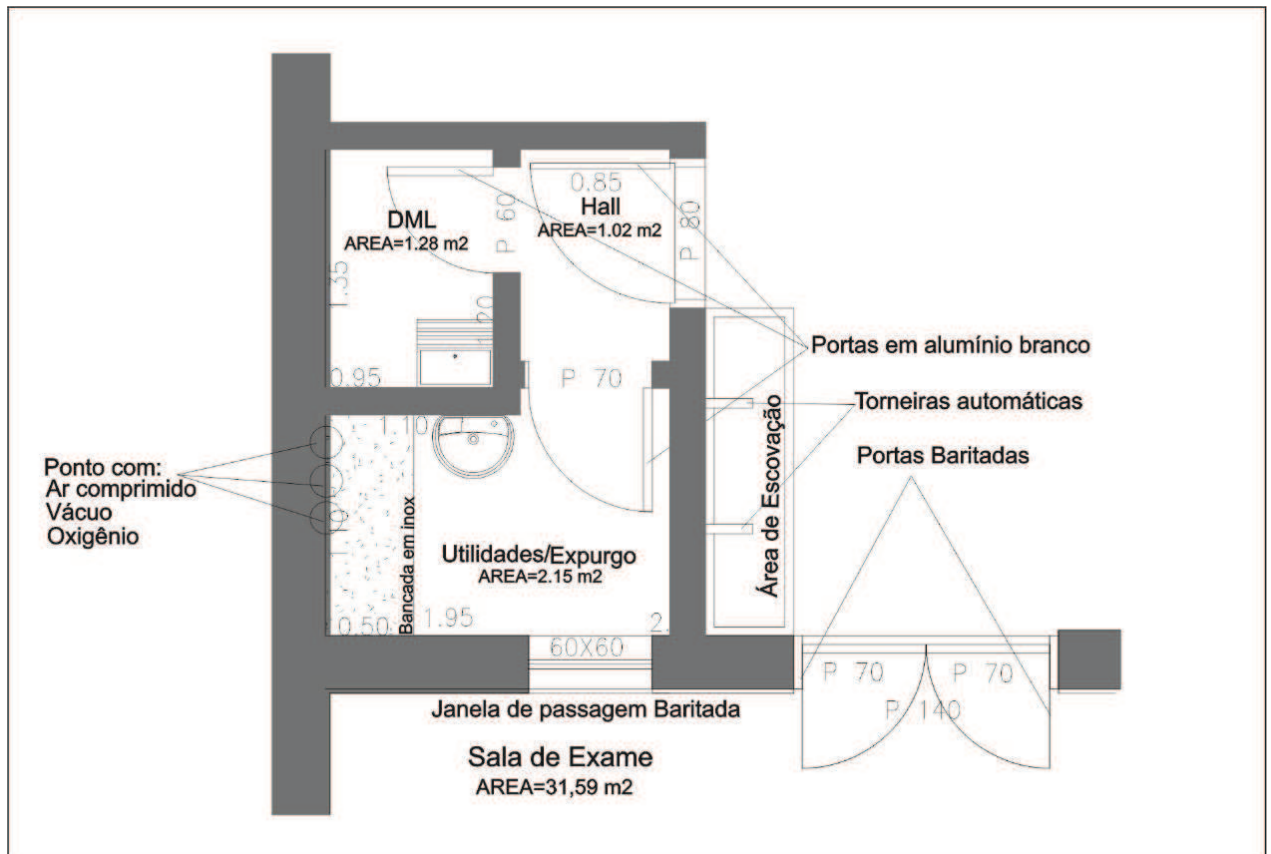 0.85
Hall
AREA=1.02 m2
P 60
P 80
DML
AREA=1.28 m2
1.35
0.95
P 70
Portas em alumínio branco
Torneiras automáticas
Portas Baritadas
Área de Escovação
Ponto com:
Ar comprimido
Vácuo
Oxigênio
1.10
Bancada em inox
Utilidades/Expurgo
AREA=2.15 m2
0.50
1.95
60X60
P 70
P 70
P 140
Janela de passagem Baritada
Sala de Exame
AREA=31,59 m2